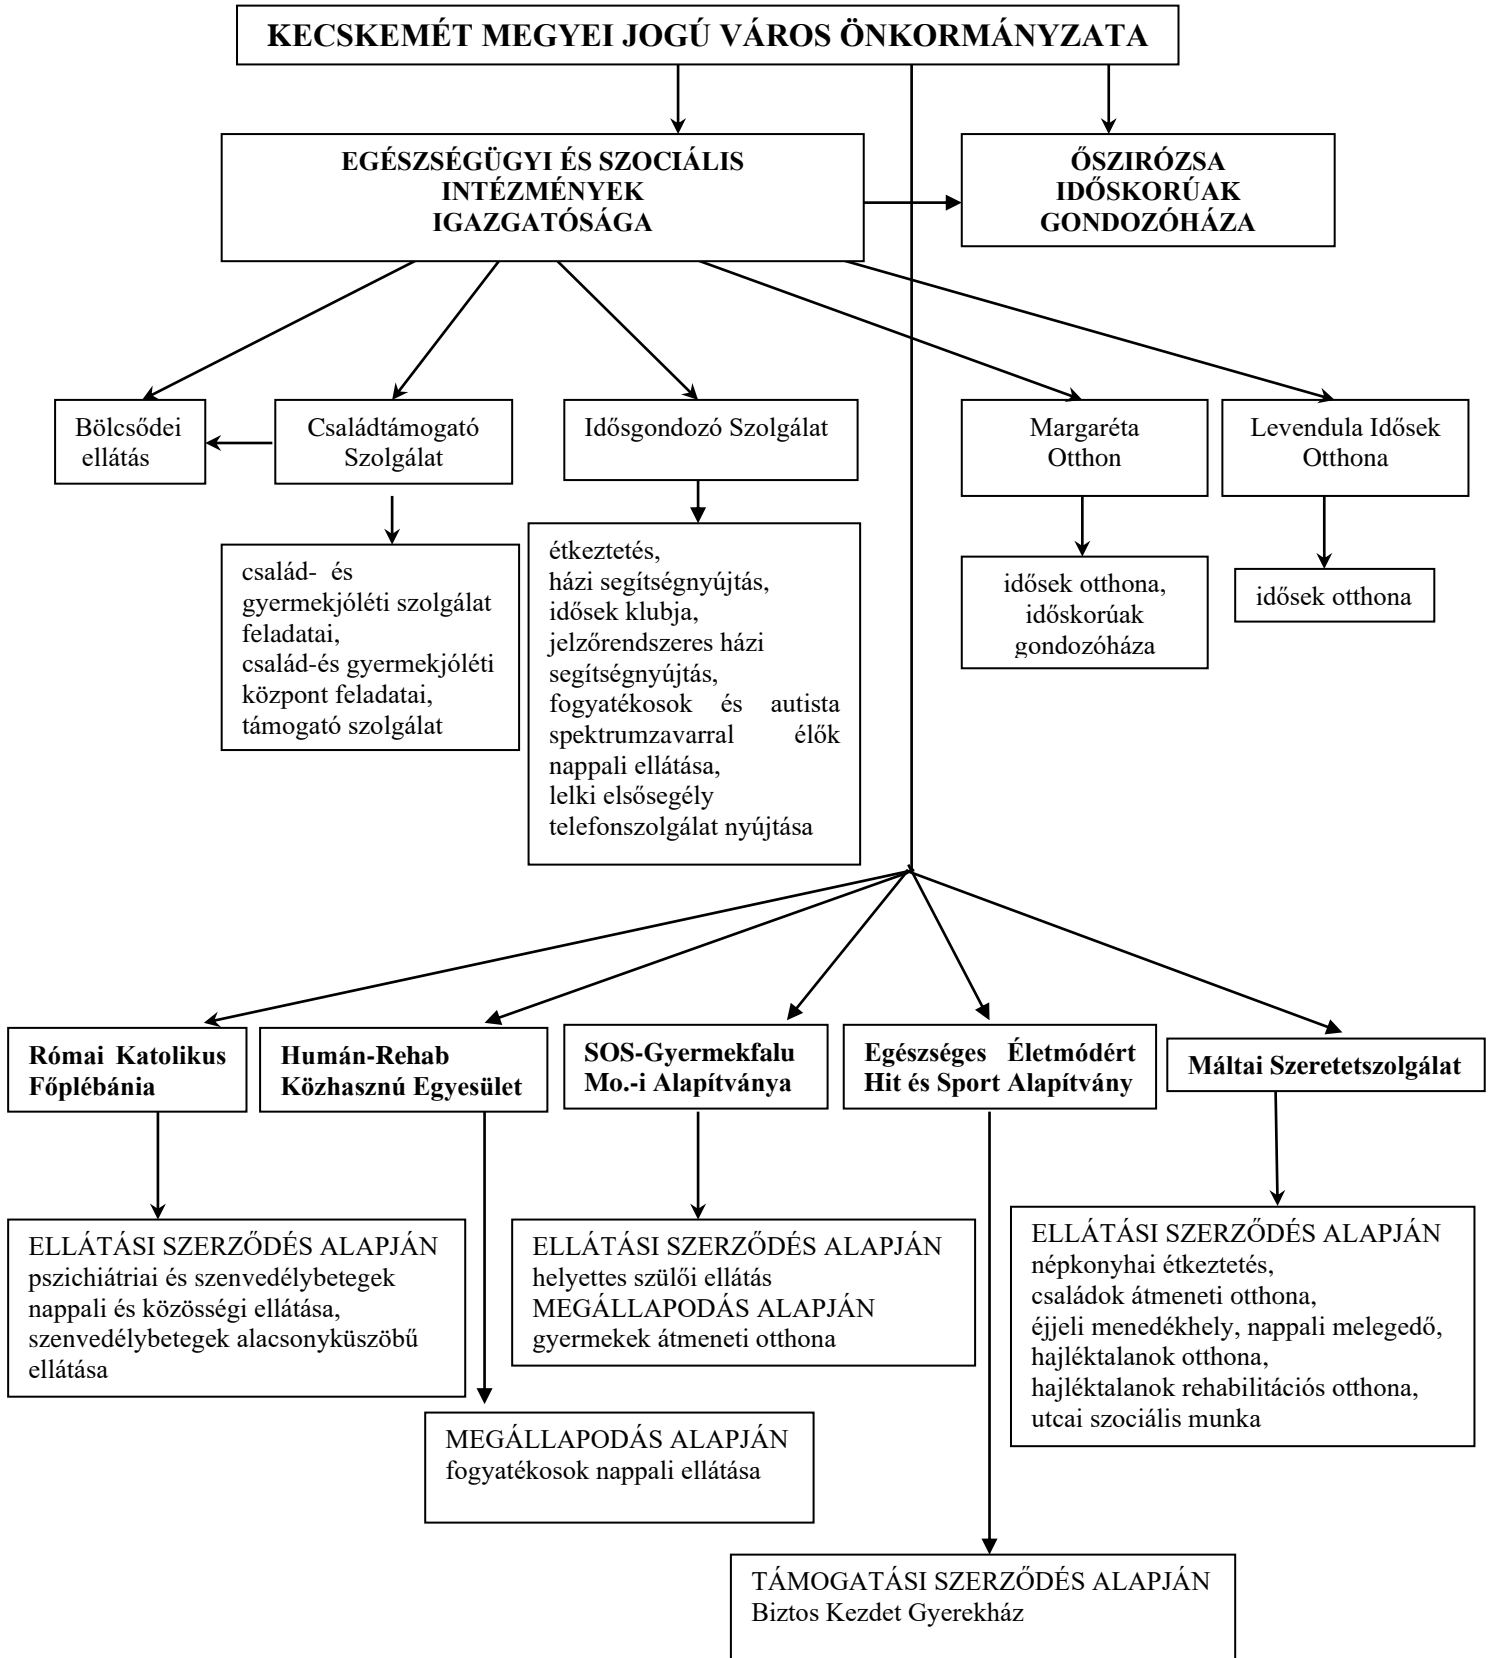 KECSKEMÉT MEGYEI JOGÚ VÁROS ÖNKORMÁNYZATA
EGÉSZSÉGÜGYI ÉS SZOCIÁLIS
INTÉZMÉNYEK
IGAZGATÓSÁGA
ŐSZIRÓZSA
IDŐSKORÚAK
GONDOZÓHÁZA
Bölcsődei
ellátás
Családtámogató
Szolgálat
Idősgondozó Szolgálat
Margaréta
Otthon
Levendula Idősek
Otthona
család- és
gyermekjóléti szolgálat
feladatai,
család-és gyermekjóléti
központ feladatai,
támogató szolgálat
étkeztetés,
házi segítségnyújtás,
idősek klubja,
jelzőrendszeres házi
segítségnyújtás,
fogyatékosok és autista
spektrumzavarral élők
nappali ellátása,
lelki elsősegély
telefonszolgálat nyújtása
idősek otthona,
időskorúak
gondozóháza
idősek otthona
Római Katolikus
Főplébánia
Humán-Rehab
Közhasznú Egyesület
SOS-Gyermekfalu
Mo.-i Alapítványa
Egészséges Életmódért
Hit és Sport Alapítvány
Máltai Szeretetszolgálat
ELLÁTÁSI SZERZŐDÉS ALAPJÁN
pszichiátriai és szenvedélybetegek
nappali és közösségi ellátása,
szenvedélybetegek alacsonyküszöbű
ellátása
ELLÁTÁSI SZERZŐDÉS ALAPJÁN
helyettes szülői ellátás
MEGÁLLAPODÁS ALAPJÁN
gyermekek átmeneti otthona
ELLÁTÁSI SZERZŐDÉS ALAPJÁN
népkonyhai étkeztetés,
családok átmeneti otthona,
éjjeli menedékhely, nappali melegedő,
hajléktalanok otthona,
hajléktalanok rehabilitációs otthona,
utcai szociális munka
MEGÁLLAPODÁS ALAPJÁN
fogyatékosok nappali ellátása
TÁMOGATÁSI SZERZŐDÉS ALAPJÁN
Biztos Kezdet Gyerekház